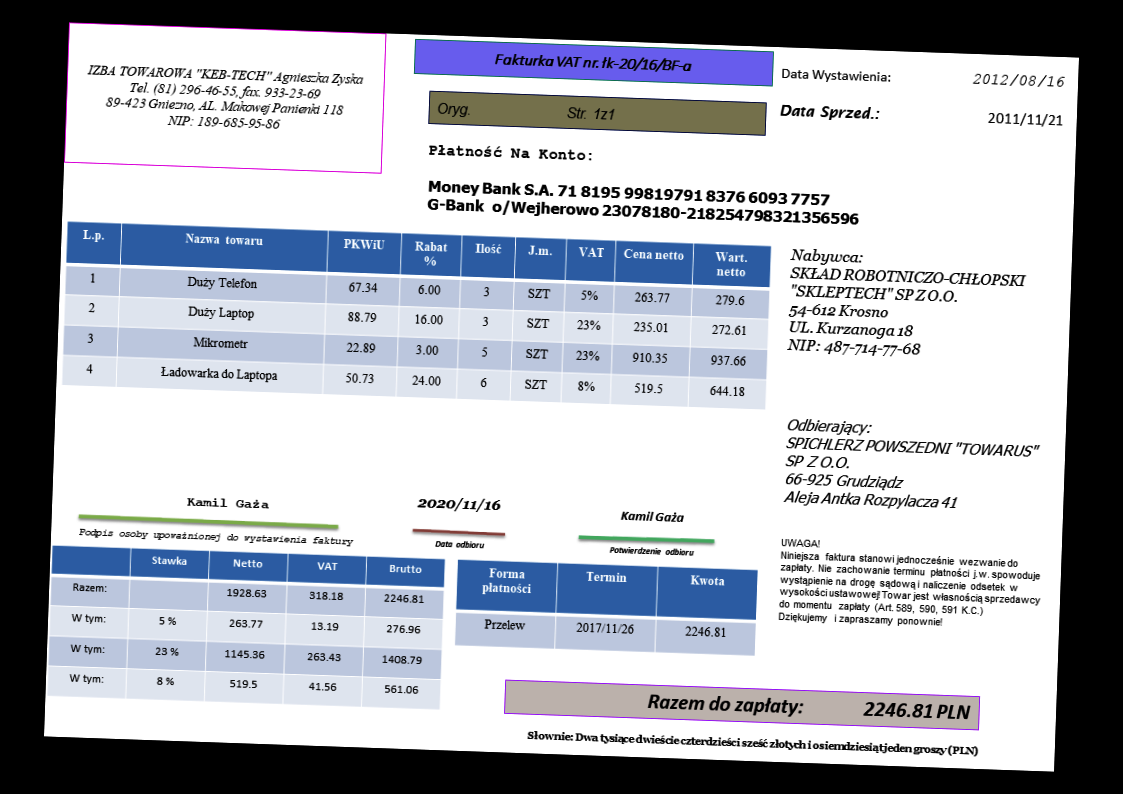 IZBA TOWAROWA "KEB-TECH" Agnieszka Zyska
Tel. (81) 296-46-55, fax. 933-23-69
89-423 Gniezno, AL. Makowej Panienki 118
NIP: 189-685-95-86
Fakturka VAT nr. łk-20/16/BF-a
Oryg. Str. 1z1
Data Wystawienia: 2012/08/16
Data Sprzed.: 2011/11/21
Płatność Na Konto:
Money Bank S.A. 71 8195 99819791 8376 6093 7757
G-Bank o/Wejherowo 23078180-218254798321356596
L.p. Nazwa towaru PKWiU Rabat % Ilość J.m. VAT Cena netto Wart. netto
1 Duży Telefon 67.34 6.00 3 SZT 5% 263.77 279.6
2 Duży Laptop 88.79 16.00 3 SZT 23% 235.01 272.61
3 Mikrometr 22.89 3.00 5 SZT 23% 910.35 937.66
4 Ładowarka do Laptopa 50.73 24.00 6 SZT 8% 519.5 644.18
Nabywca:
SKŁAD ROBOTNICZO-CHŁOPSKI
"SKLEPTECH" SP Z O.O.
54-612 Krosno
UL. Kurzanoga 18
NIP: 487-714-77-68
Odbierający:
SPICHLERZ POWSZEDNI "TOWARUS"
SP Z O.O.
66-925 Grudziądz
Aleja Antka Rozpylacza 41
Kamil Gaża
Podpis osoby upoważnionej do wystawienia faktury
2020/11/16
Data odbioru
Kamil Gaża
Potwierdzenie odbioru
UWAGA!
Niniejsza faktura stanowi jednocześnie wezwanie do
zapłaty. Nie zachowanie terminu płatności j.w. spowoduje
wystąpienie na drogę sądową i naliczenie odsetek w
wysokości ustawowej! Towar jest własnością sprzedawcy
do momentu zapłaty (Art. 589, 590, 591 K.C.)
Dziękujemy i zapraszamy ponownie!
Stawka Netto VAT Brutto
Razem: 1928.63 318.18 2246.81
W tym: 5 % 263.77 13.19 276.96
W tym: 23 % 1145.36 263.43 1408.79
W tym: 8 % 519.5 41.56 561.06
Forma płatności Termin Kwota
Przelew 2017/11/26 2246.81
Razem do zapłaty: 2246.81 PLN
Słownie: Dwa tysiące dwieście czterdzieści sześć złotych i osiemdziesiąt jeden groszy (PLN)